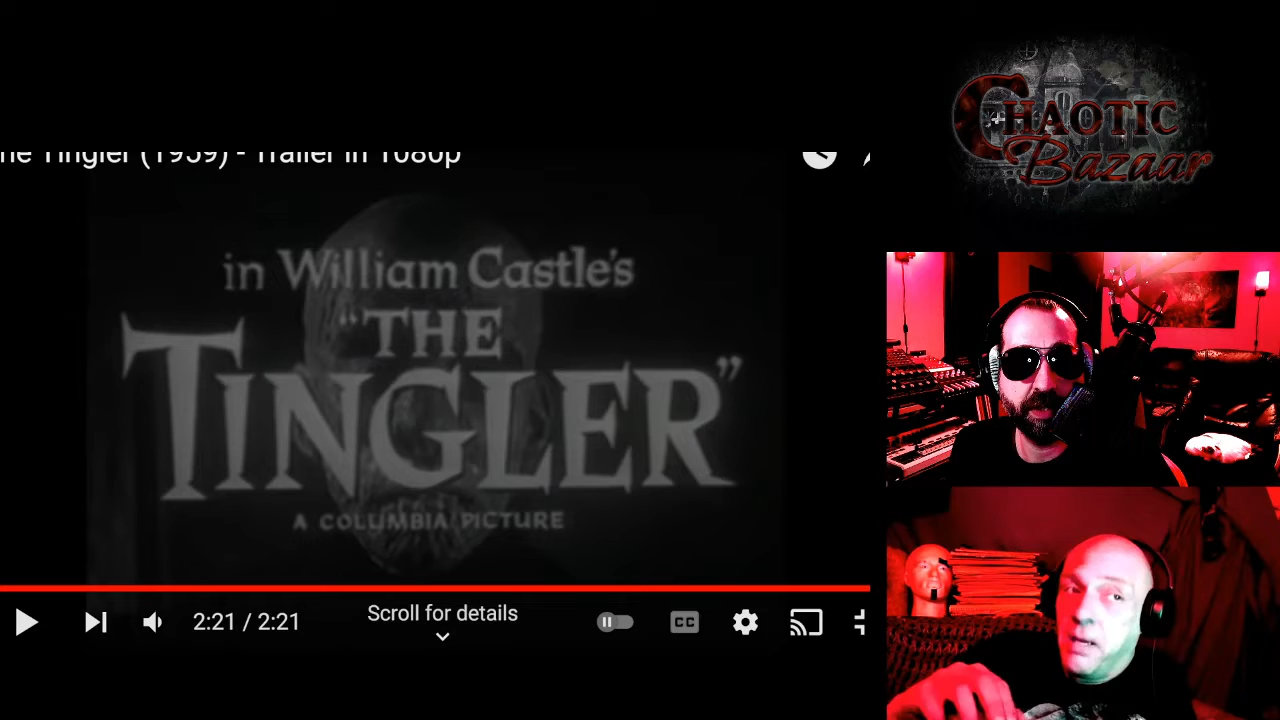 CHAOTIC
Bazaar
he Tingler (1959) - Trailer in 1080p
in William Castle's
"THE
TINGLER"
A COLUMBIA PICTURE
2:21 / 2:21
Scroll for details
CC